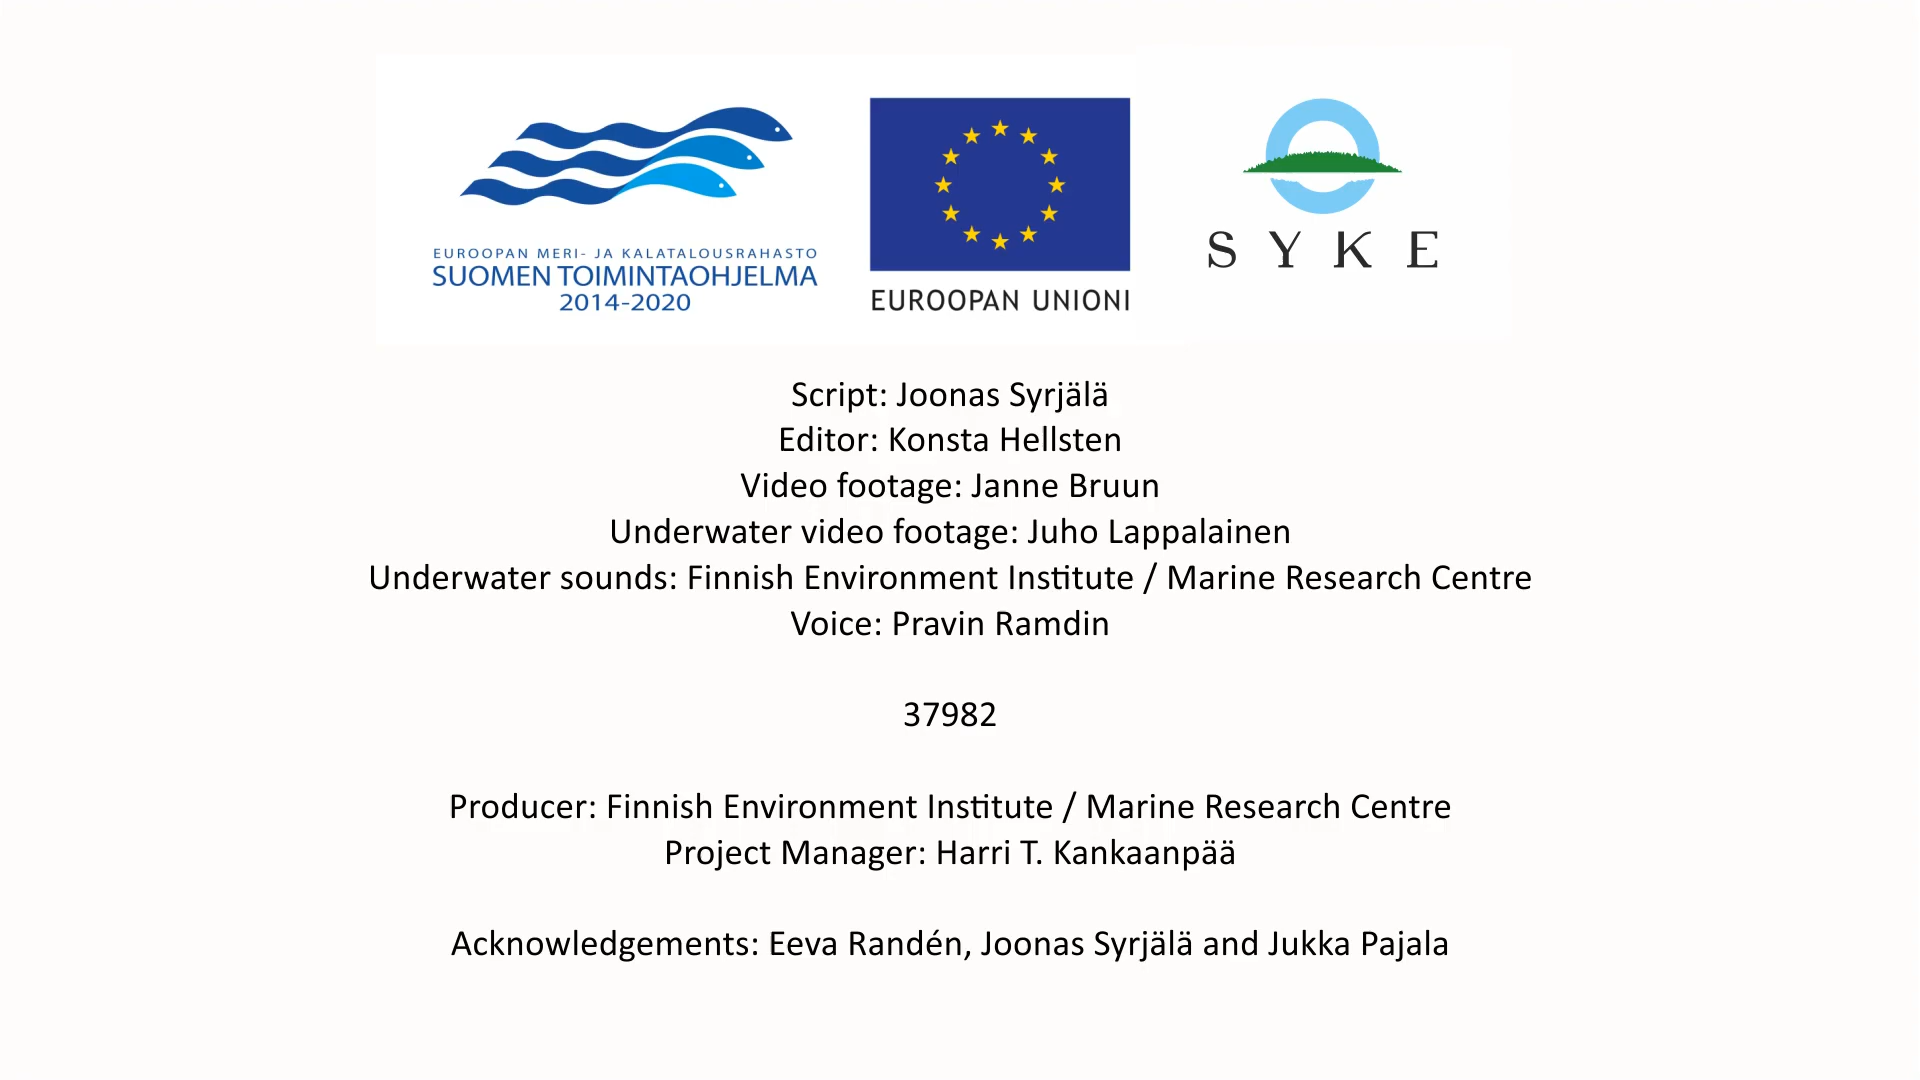 EUROOPAN MERI- JA KALATALOUSRAHASTO
SUOMEN TOIMINTAOHJELMA
2014-2020
EUROOPAN UNIONI
SYKE
Script: Joonas Syrjälä
Editor: Konsta Hellsten
Video footage: Janne Bruun
Underwater video footage: Juho Lappalainen
Underwater sounds: Finnish Environment Institute / Marine Research Centre
Voice: Pravin Ramdin
37982
Producer: Finnish Environment Institute / Marine Research Centre
Project Manager: Harri T. Kankaanpää
Acknowledgements: Eeva Randén, Joonas Syrjälä and Jukka Pajala